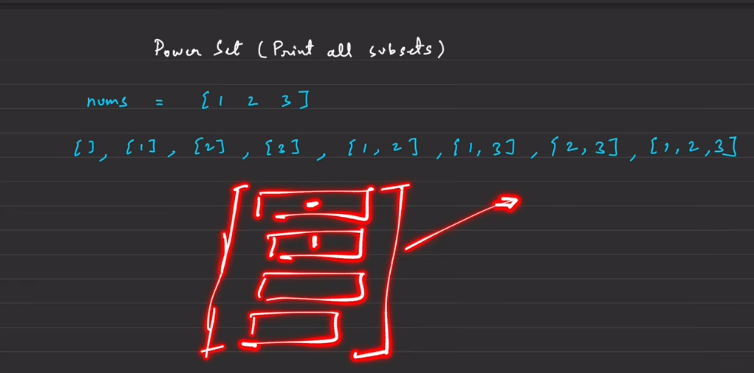 Power Set (Print all subsets)
nums = [1 2 3]
[], [1], [2], [3], [1, 2], [1, 3], [2, 3], [1, 2, 3]